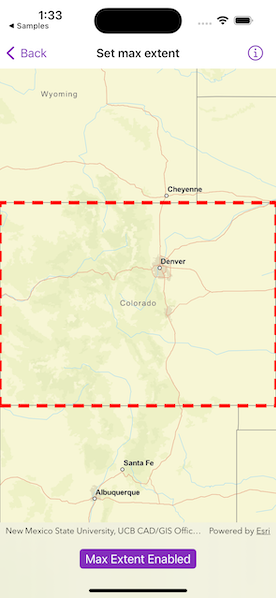 1:33
◀ Samples
Back
Set max extent
Wyoming
Cheyenne
Denver
Colorado
Santa Fe
Albuquerque
New Mexico State University, UCB CAD/GIS Offic... Powered by Esri
Max Extent Enabled